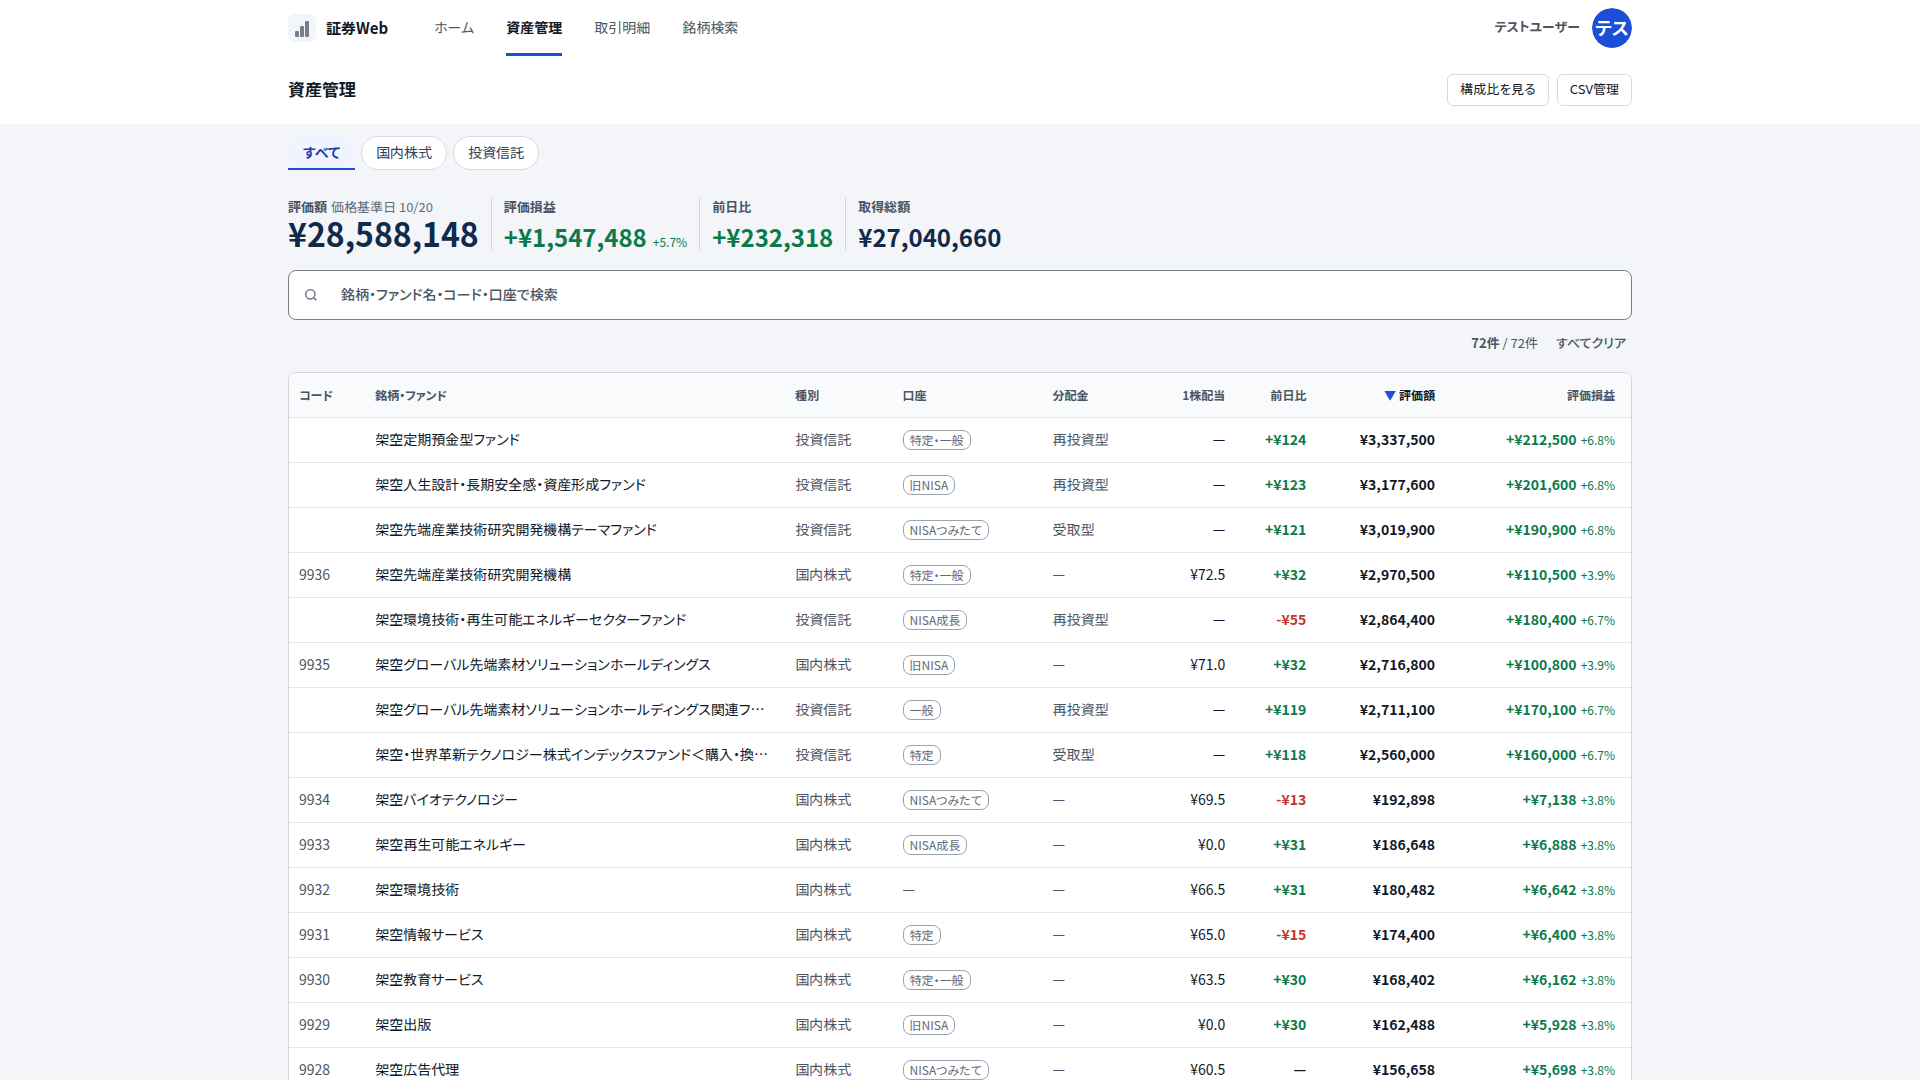 証券Web ホーム 資産管理 取引明細 銘柄検索 テストユーザー テス
資産管理 構成比を見る CSV管理
すべて 国内株式 投資信託
評価額 価格基準日 10/20 評価損益 前日比 取得総額
¥28,588,148 +¥1,547,488 +5.7% +¥232,318 ¥27,040,660
銘柄・ファンド名・コード・口座で検索
72件 / 72件 すべてクリア
コード 銘柄・ファンド 種別 口座 分配金 1株配当 前日比 ▼ 評価額 評価損益
架空定期預金型ファンド 投資信託 特定・一般 再投資型 — +¥124 ¥3,337,500 +¥212,500 +6.8%
架空人生設計・長期安全感・資産形成ファンド 投資信託 旧NISA 再投資型 — +¥123 ¥3,177,600 +¥201,600 +6.8%
架空先端産業技術研究開発機構テーマファンド 投資信託 NISAつみたて 受取型 — +¥121 ¥3,019,900 +¥190,900 +6.8%
9936 架空先端産業技術研究開発機構 国内株式 特定・一般 — ¥72.5 +¥32 ¥2,970,500 +¥110,500 +3.9%
架空環境技術・再生可能エネルギーセクターファンド 投資信託 NISA成長 再投資型 — -¥55 ¥2,864,400 +¥180,400 +6.7%
9935 架空グローバル先端素材ソリューションホールディングス 国内株式 旧NISA — ¥71.0 +¥32 ¥2,716,800 +¥100,800 +3.9%
架空グローバル先端素材ソリューションホールディングス関連フ… 投資信託 一般 再投資型 — +¥119 ¥2,711,100 +¥170,100 +6.7%
架空・世界革新テクノロジー株式インデックスファンド＜購入・換… 投資信託 特定 受取型 — +¥118 ¥2,560,000 +¥160,000 +6.7%
9934 架空バイオテクノロジー 国内株式 NISAつみたて — ¥69.5 -¥13 ¥192,898 +¥7,138 +3.8%
9933 架空再生可能エネルギー 国内株式 NISA成長 — ¥0.0 +¥31 ¥186,648 +¥6,888 +3.8%
9932 架空環境技術 国内株式 — — ¥66.5 +¥31 ¥180,482 +¥6,642 +3.8%
9931 架空情報サービス 国内株式 特定 — ¥65.0 -¥15 ¥174,400 +¥6,400 +3.8%
9930 架空教育サービス 国内株式 特定・一般 — ¥63.5 +¥30 ¥168,402 +¥6,162 +3.8%
9929 架空出版 国内株式 旧NISA — ¥0.0 +¥30 ¥162,488 +¥5,928 +3.8%
9928 架空広告代理 国内株式 NISAつみたて — ¥60.5 — ¥156,658 +¥5,698 +3.8%